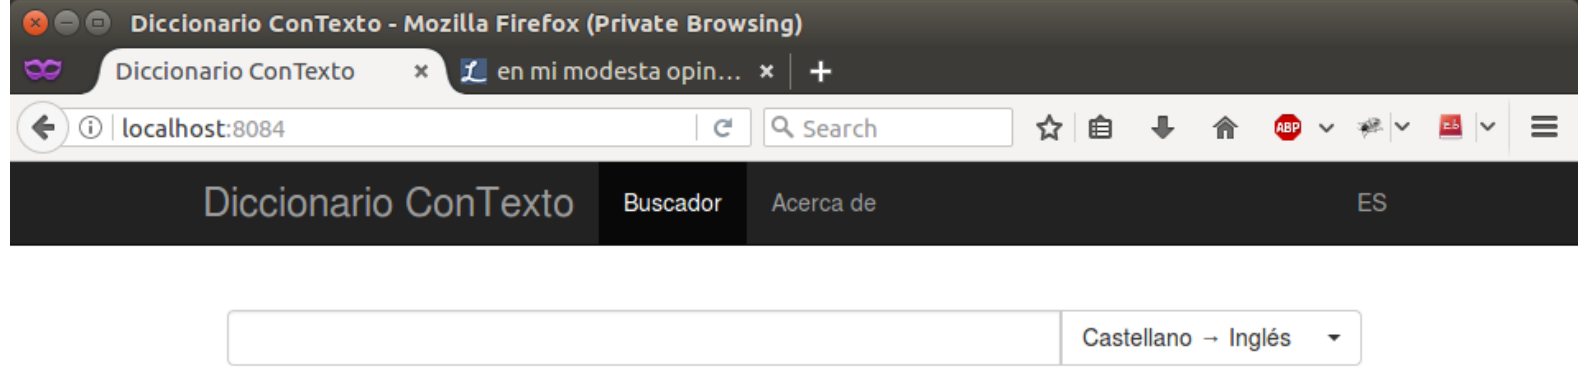 Diccionario ConTexto - Mozilla Firefox (Private Browsing)
Diccionario ConTexto × L en mi modesta opin... × +
localhost:8084 Search ABP
Diccionario ConTexto Buscador Acerca de ES
Castellano → Inglés